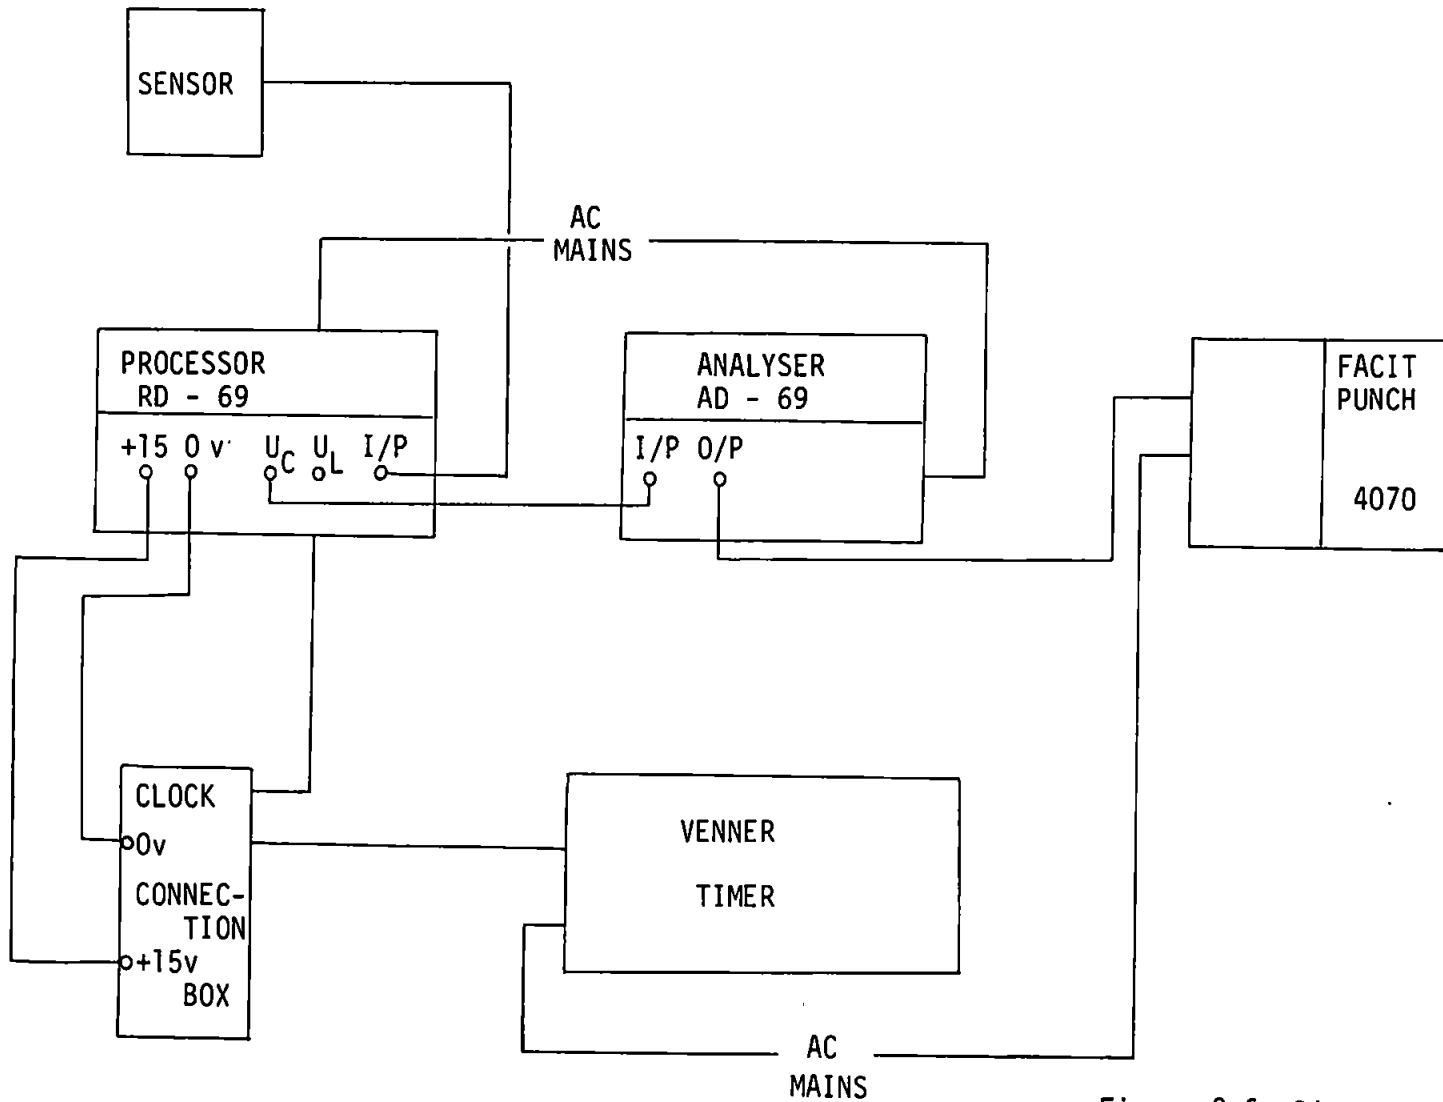 SENSOR
AC
MAINS
PROCESSOR
RD - 69
+15 0 v UC UL I/P
ANALYSER
AD - 69
I/P O/P
FACIT
PUNCH
4070
CLOCK
0v
CONNEC-
TION
+15v
BOX
VENNER
TIMER
AC
MAINS